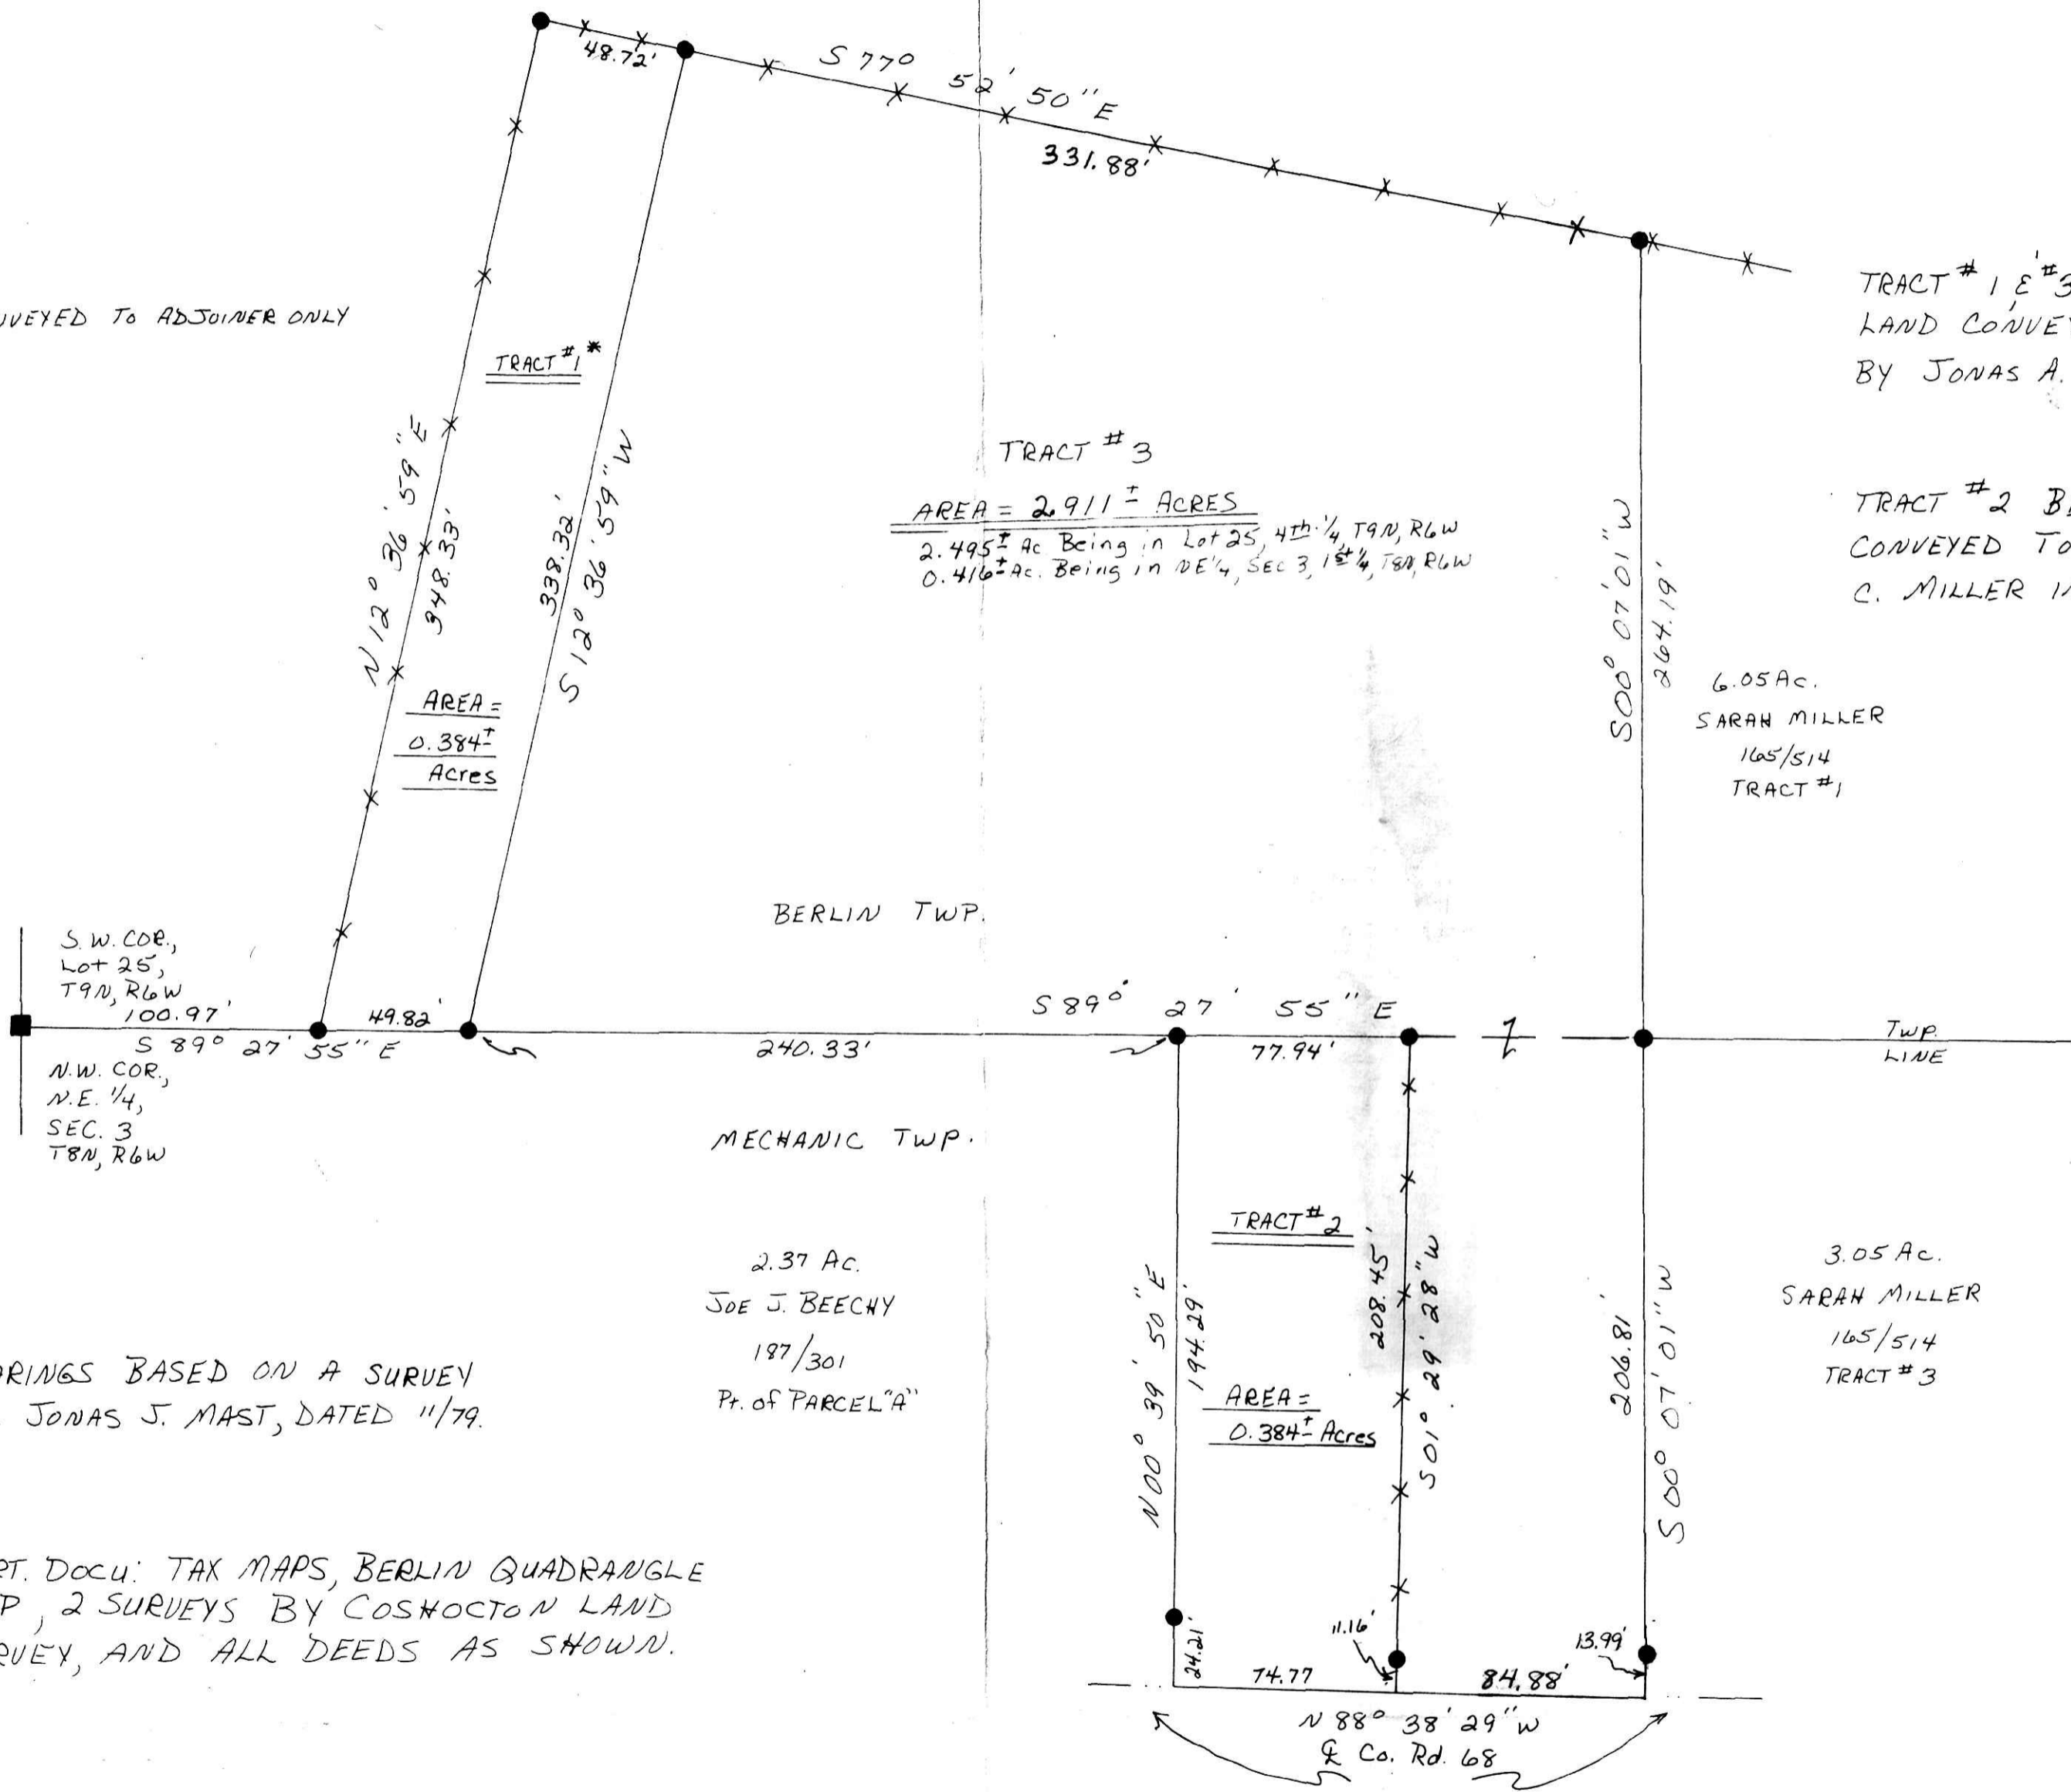 48.72'
S 77° 52' 50" E
331.88'
TRACT # 1 & # 3
LAND CONVEY
BY JONAS A.
NVEYED TO ADJOINER ONLY
TRACT #1 *
N 12° 36' 59" E
348.33'
338.32'
S 12° 36' 59" W
TRACT # 3
AREA = 2.911 ± ACRES
2.495± Ac Being in Lot 25, 4th 1/4, T9N, R6W
0.416± Ac. Being in NE 1/4, SEC 3, 1st 1/4, T8N, R6W
TRACT # 2 BE
CONVEYED TO
C. MILLER IN
S 00° 07' 01" W
264.19'
6.05 Ac.
SARAH MILLER
165/514
TRACT #1
AREA =
0.384±
Acres
BERLIN TWP.
S.W. COR.,
Lot 25,
T9N, R6W
100.97'
49.82'
S 89° 27' 55" E
S 89° 27' 55" E
240.33'
77.94'
TWP.
LINE
N.W. COR.,
N.E. 1/4,
SEC. 3
T8N, R6W
MECHANIC TWP.
TRACT # 2
2.37 Ac.
JOE J. BEECHY
187/301
Pt. of PARCEL "A"
N 00° 39' 50" E
194.29'
208.45'
S 01° 29' 28" W
AREA =
0.384± Acres
206.81'
S 00° 07' 01" W
3.05 Ac.
SARAH MILLER
165/514
TRACT # 3
ARINGS BASED ON A SURVEY
JONAS J. MAST, DATED 11/79.
RT. DOCU: TAX MAPS, BERLIN QUADRANGLE
P, 2 SURVEYS BY COSHOCTON LAND
RVEY, AND ALL DEEDS AS SHOWN.
24.21'
11.16'
13.99'
74.77
84.88'
N 88° 38' 29" W
℄ Co. Rd. 68